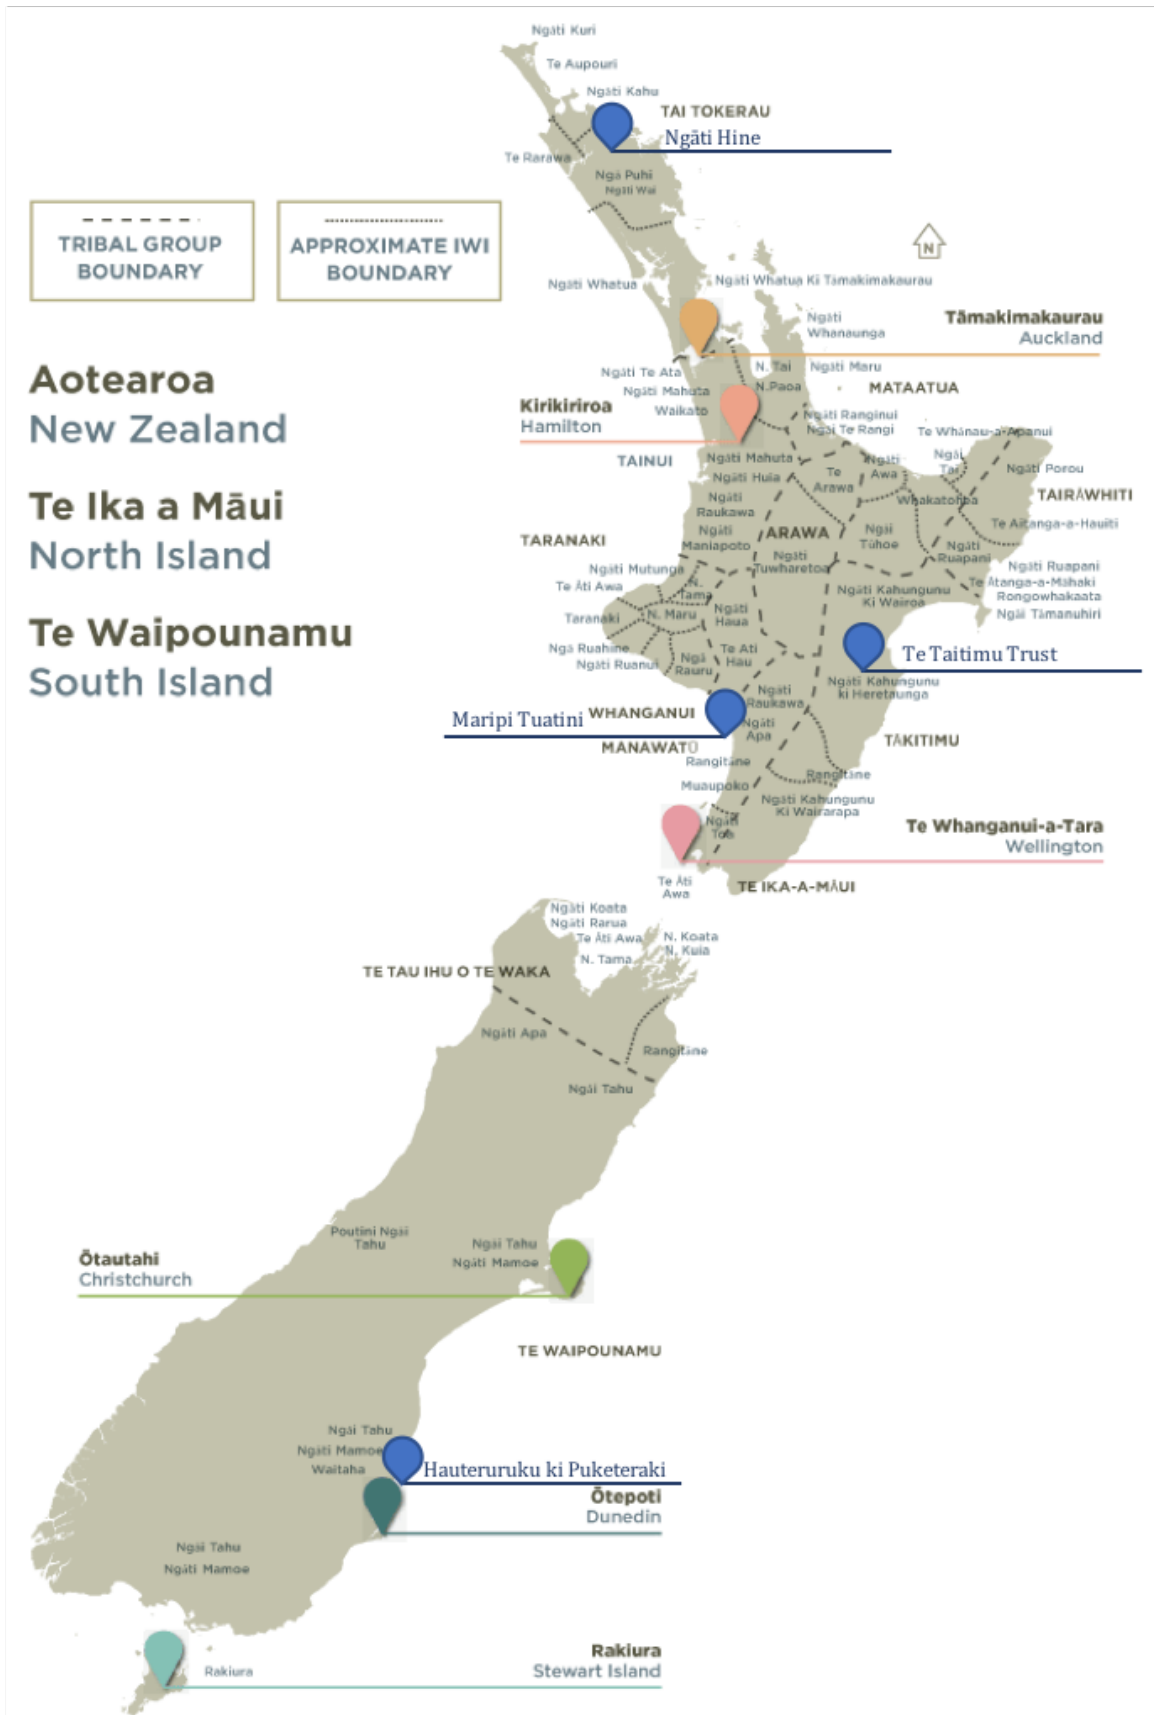 Ngāti Kuri
Te Aupouri
Ngāti Kahu
TAI TOKERAU
Ngāti Hine
Te Rarawa
Ngā Puhi
Ngāti Wai
TRIBAL GROUP
BOUNDARY
APPROXIMATE IWI
BOUNDARY
N
Ngāti Whatua
Ngāti Whatua Ki Tāmakimakaurau
Ngāti
Whanaunga
Tāmakimakaurau
Auckland
Aotearoa
New Zealand
Te Ika a Māui
North Island
Te Waipounamu
South Island
Ngāti Te Ata
N. Tai
Ngāti Maru
Ngāti Mahuta
N.Paoa
MATAATUA
Waikato
Kirikiriroa
Hamilton
Ngāti Ranginui
Ngāi Te Rangi
Te Whānau-a-Apanui
TAINUI
Ngāti Mahuta
Ngāti Huia
Te
Arawa
Ngāti
Awa
Ngāi
Tai
Ngāti Porou
Ngāti
Raukawa
Whakatohea
TAIRĀWHITI
Ngāti
Maniapoto
ARAWA
Ngāi
Tūhoe
Te Aitanga-a-Hauiti
TARANAKI
Ngāti
Tuwharetoa
Ngāti
Ruapani
Ngāti Mutunga
Te Āti Awa
N.
Tama
Ngāti Ruapani
Te Ātanga-a-Māhaki
Rongowhakaata
Ngāi Tāmanuhiri
Ngāti Kahungunu
Ki Wairoa
Taranaki
N. Maru
Ngāti
Haua
Ngā Ruahine
Ngāti Ruanui
Ngā
Rauru
Te Ati
Hau
Te Taitimu Trust
Ngāti Kahungunu
ki Heretaunga
Ngāti
Raukawa
Maripi Tuatini
WHANGANUI
Ngāti
Apa
MANAWATŪ
TĀKITIMU
Rangitāne
Muaupoko
Rangitāne
Ngāti Kahungunu
Ki Wairarapa
Ngāti
Toa
Te Whanganui-a-Tara
Wellington
Te Āti
Awa
TE IKA-A-MĀUI
Ngāti Koata
Ngāti Rarua
Te Āti Awa
N. Tama
N. Koata
N. Kuia
TE TAU IHU O TE WAKA
Ngāti Apa
Rangitāne
Ngāi Tahu
Poutini Ngāi
Tahu
Ngāi Tahu
Ngāti Mamoe
Ōtautahi
Christchurch
TE WAIPOUNAMU
Ngāi Tahu
Ngāti Mamoe
Waitaha
Hauteruruku ki Puketeraki
Ōtepoti
Dunedin
Ngāi Tahu
Ngāti Mamoe
Rakiura
Rakiura
Stewart Island